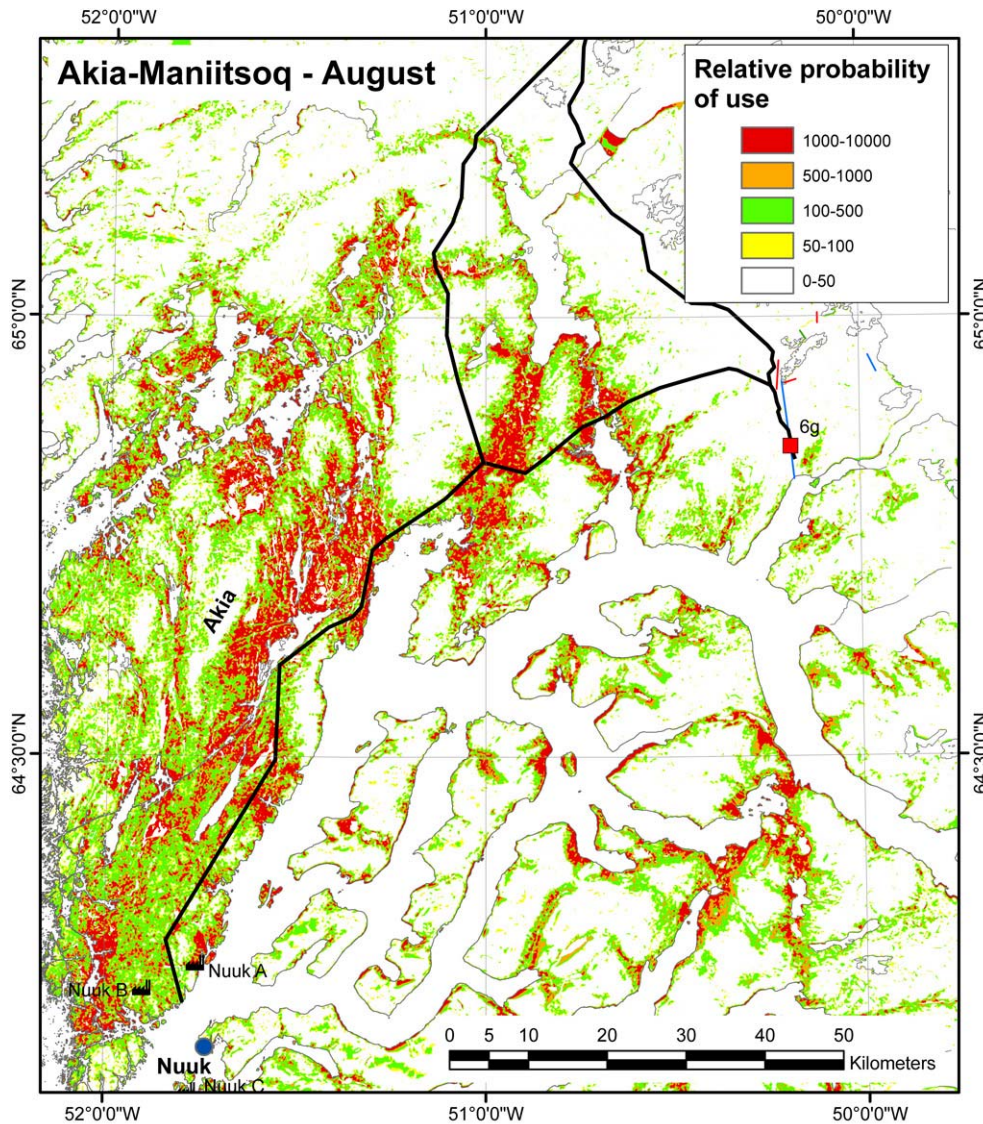 52°0'0"W
51°0'0"W
50°0'0"W
Akia-Maniitsoq - August
Relative probability
of use
1000-10000
500-1000
100-500
50-100
0-50
65°0'0"N
65°0'0"N
6g
Akia
64°30'0"N
64°30'0"N
Nuuk A
Nuuk B
Nuuk
Nuuk C
0 5 10 20 30 40 50
Kilometers
52°0'0"W
51°0'0"W
50°0'0"W